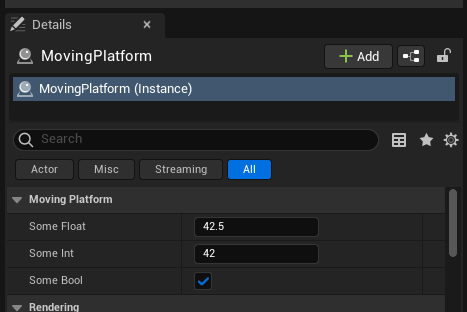 Details
MovingPlatform
Add
MovingPlatform (Instance)
Search
Actor Misc Streaming All
Moving Platform
Some Float 42.5
Some Int 42
Some Bool
Rendering